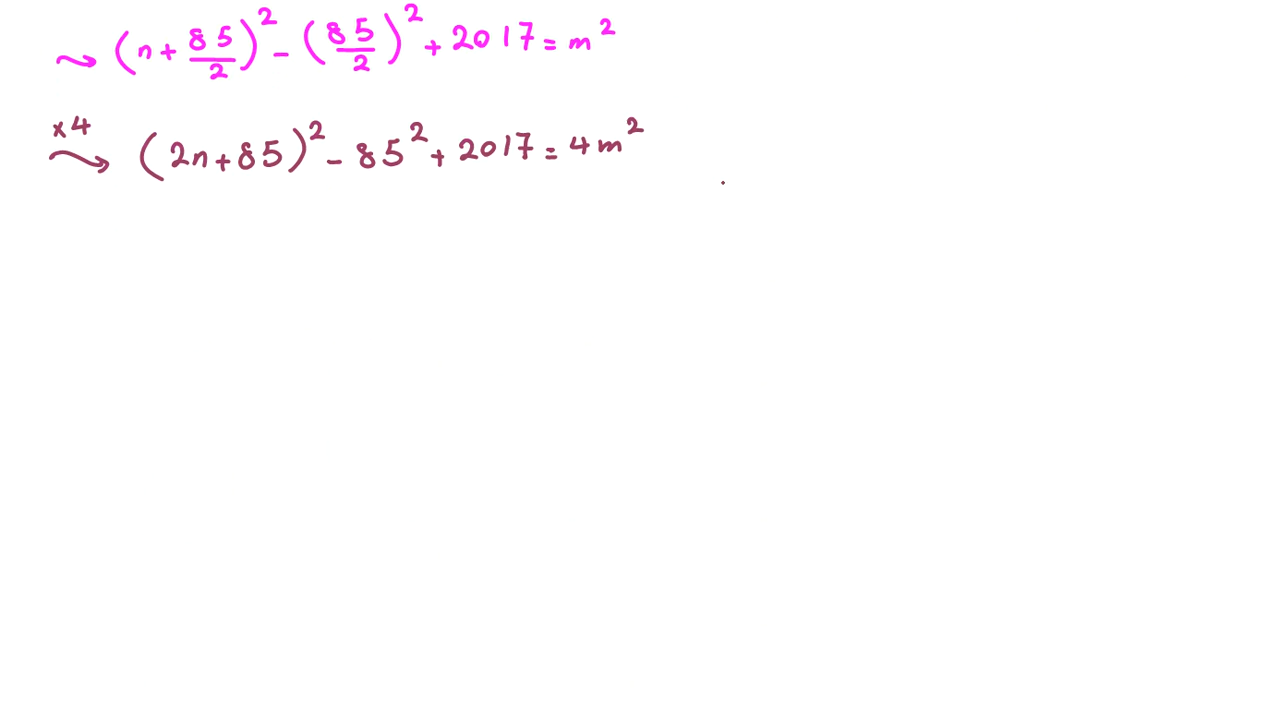 ⇝ (n + 85/2)² - (85/2)² + 2017 = m²
×4 ⇝ (2n + 85)² - 85² + 2017 = 4m²